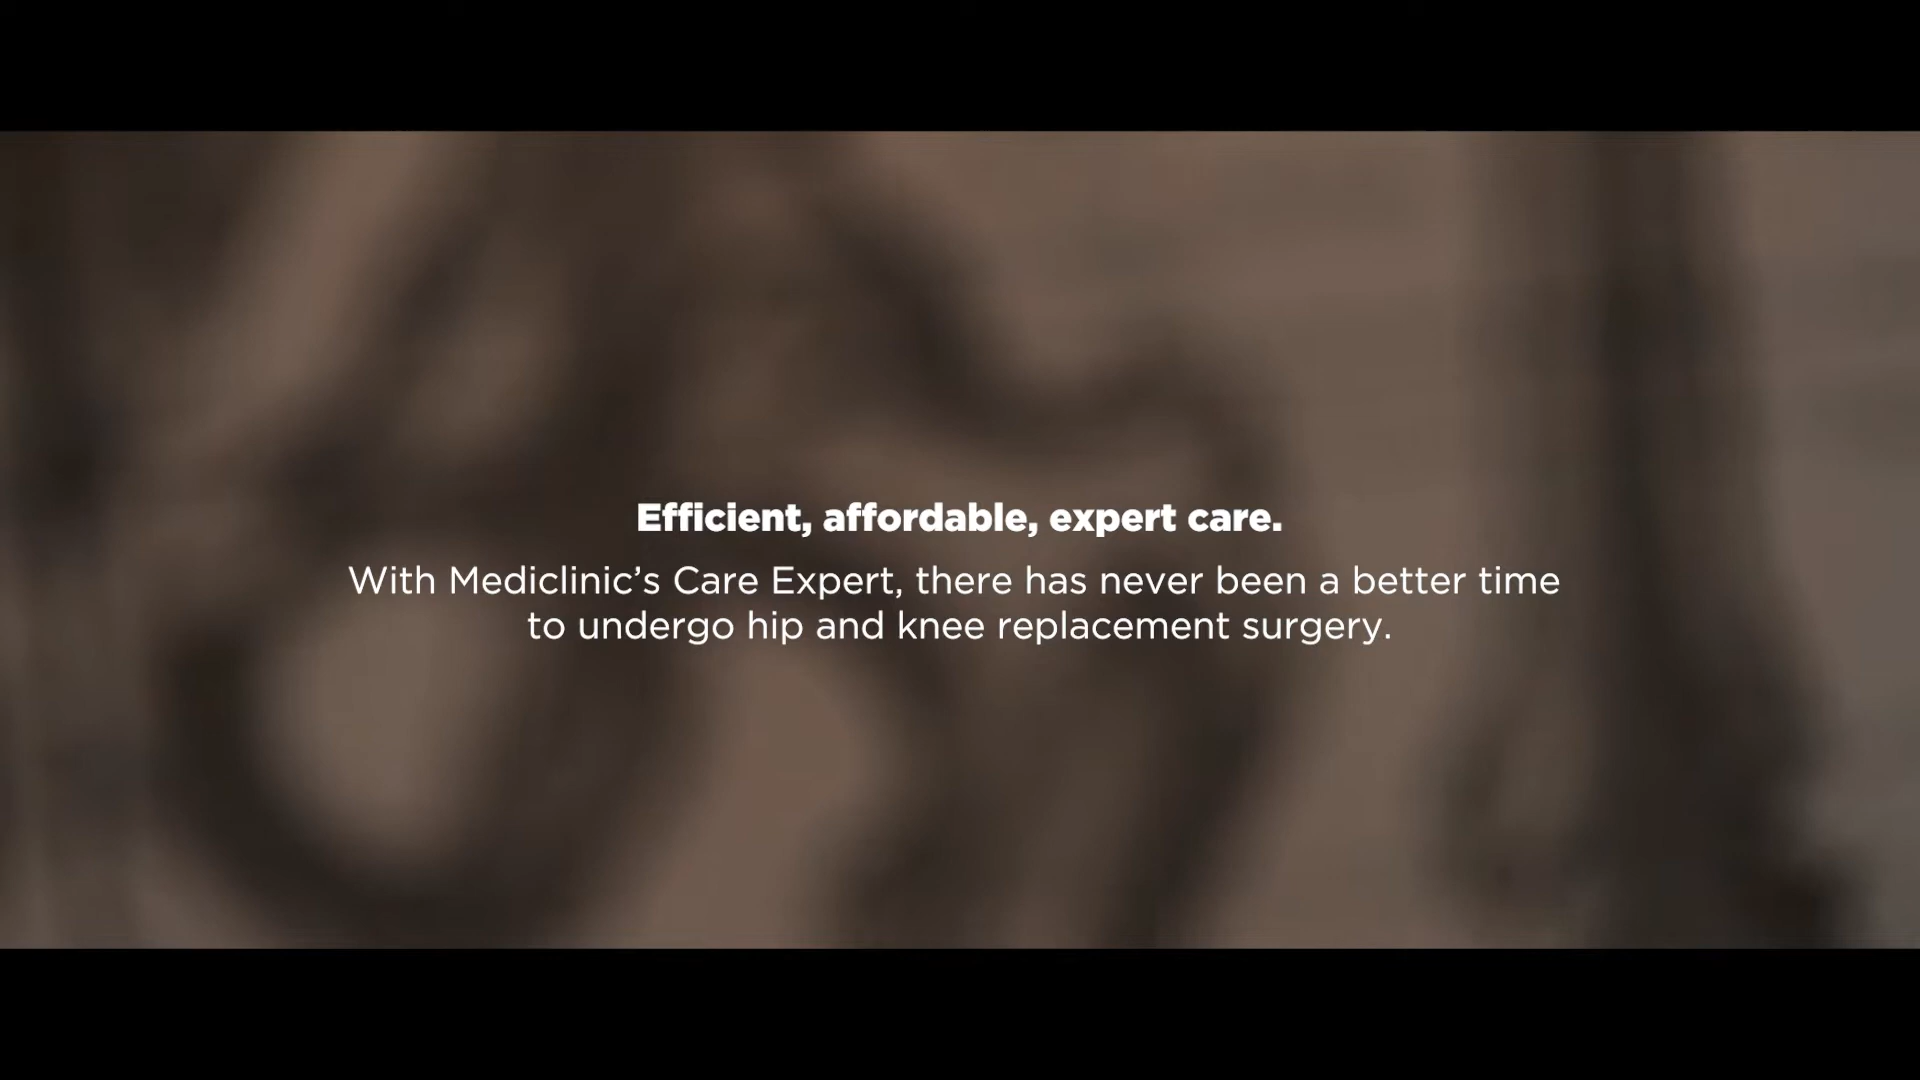 Efficient, affordable, expert care.
With Mediclinic’s Care Expert, there has never been a better time
to undergo hip and knee replacement surgery.